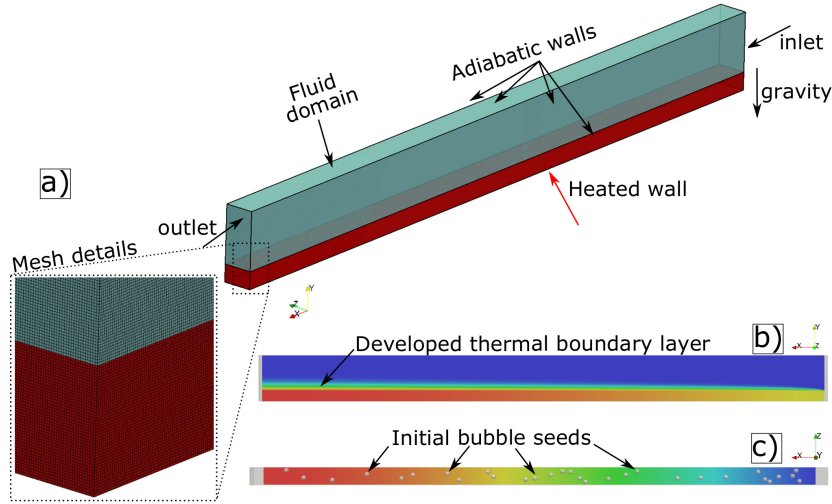 Adiabatic walls
inlet
gravity
Fluid
domain
a)
Heated wall
outlet
Mesh details
Y
Z
X
Developed thermal boundary layer
b)
Y
X
Z
Initial bubble seeds
c)
Z
X
Y